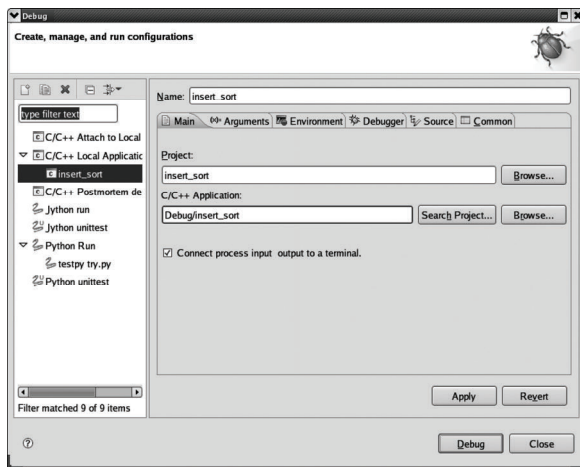 Debug
Create, manage, and run configurations
type filter text
C/C++ Attach to Local
C/C++ Local Applicatic
insert_sort
C/C++ Postmortem de
Jython run
Jython unittest
Python Run
testpy try.py
Python unittest
Filter matched 9 of 9 items
Name: insert_sort
Main
Arguments
Environment
Debugger
Source
Common
Project:
insert_sort
Browse...
C/C++ Application:
Debug/insert_sort
Search Project...
Browse...
Connect process input output to a terminal.
Apply
Revert
Debug
Close